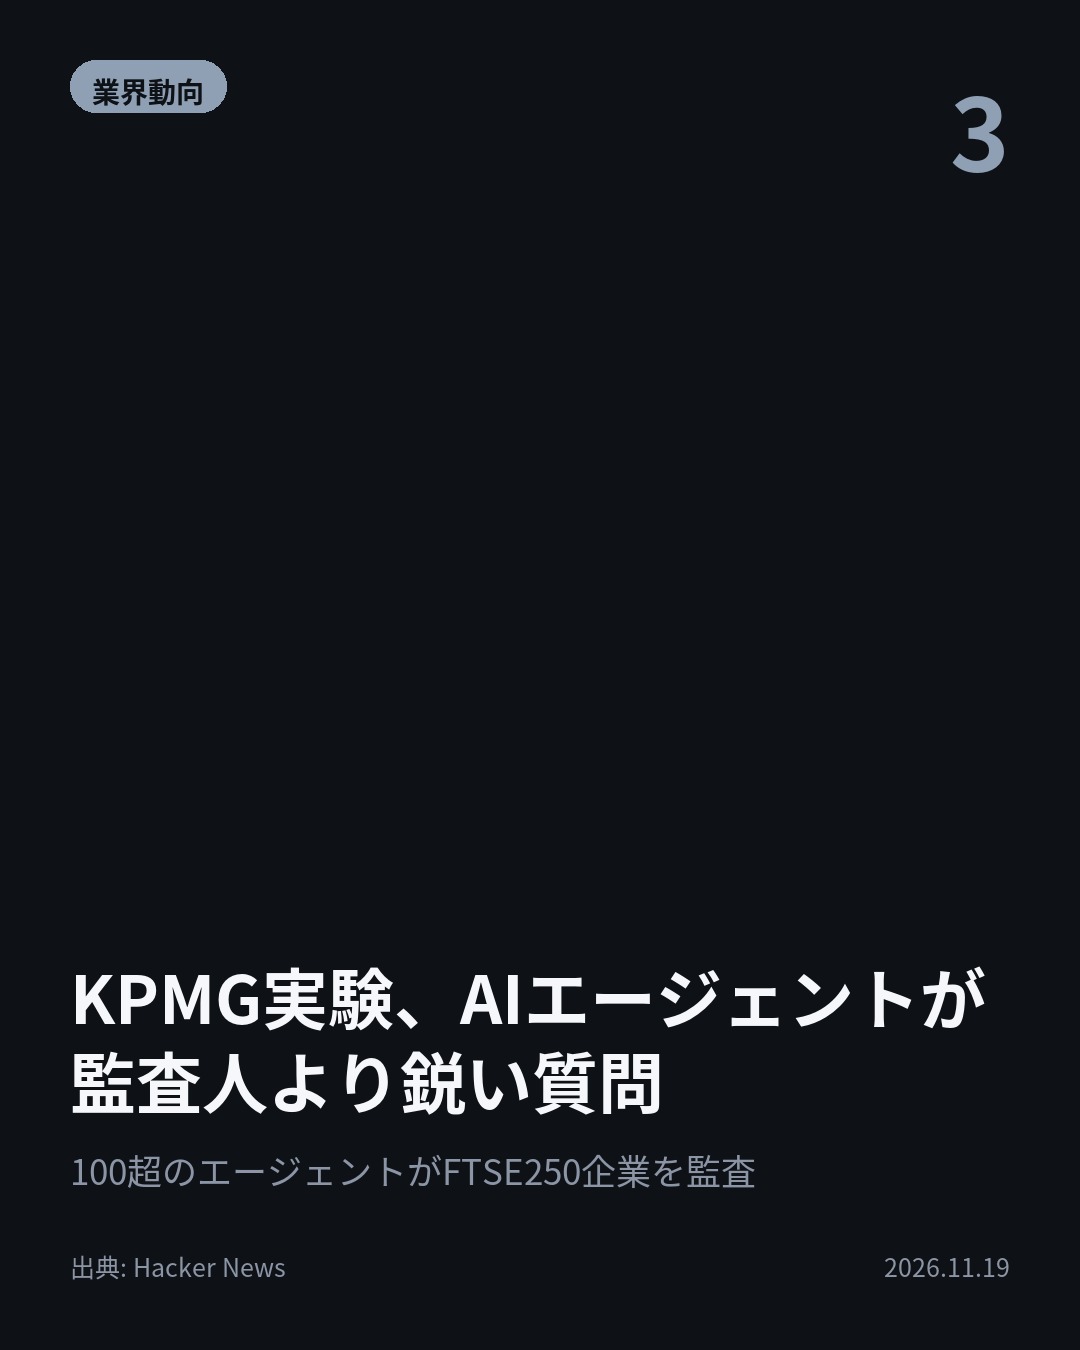 業界動向
3
KPMG実験、AIエージェントが
監査人より鋭い質問
100超のエージェントがFTSE250企業を監査
出典: Hacker News
2026.11.19